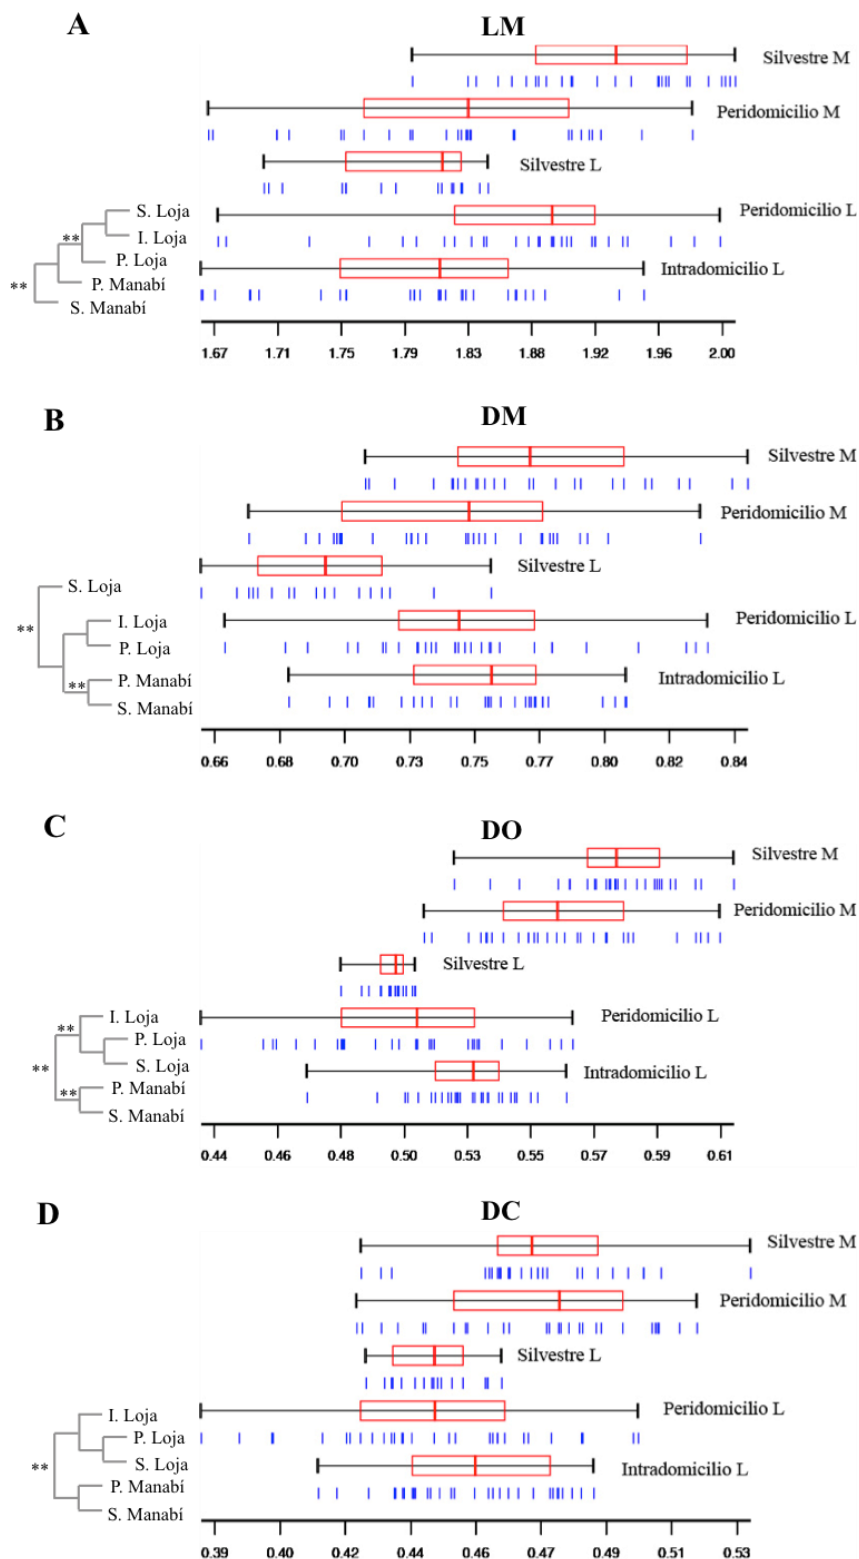 A
LM
Silvestre M
Peridomicilio M
Silvestre L
S. Loja
Peridomicilio L
**
I. Loja
P. Loja
Intradomicilio L
**
P. Manabí
S. Manabí
1.67 1.71 1.75 1.79 1.83 1.88 1.92 1.96 2.00
B
DM
Silvestre M
Peridomicilio M
Silvestre L
S. Loja
**
I. Loja
Peridomicilio L
P. Loja
**
P. Manabí
Intradomicilio L
S. Manabí
0.66 0.68 0.70 0.73 0.75 0.77 0.80 0.82 0.84
C
DO
Silvestre M
Peridomicilio M
Silvestre L
I. Loja
Peridomicilio L
**
P. Loja
**
S. Loja
Intradomicilio L
**
P. Manabí
S. Manabí
0.44 0.46 0.48 0.50 0.53 0.55 0.57 0.59 0.61
D
DC
Silvestre M
Peridomicilio M
Silvestre L
I. Loja
Peridomicilio L
P. Loja
**
S. Loja
Intradomicilio L
P. Manabí
S. Manabí
0.39 0.40 0.42 0.44 0.46 0.47 0.49 0.51 0.53